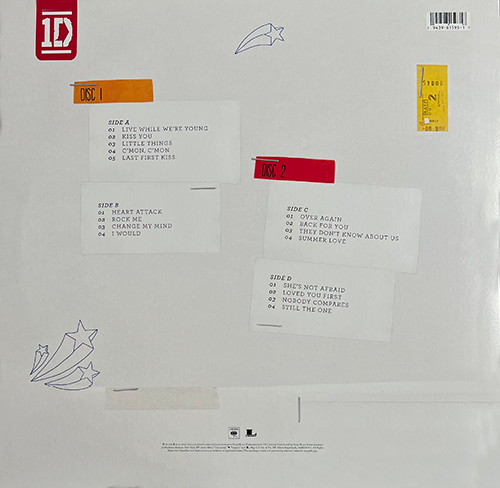 1D
DISC 1
SIDE A
01 LIVE WHILE WE'RE YOUNG
02 KISS YOU
03 LITTLE THINGS
04 C'MON, C'MON
05 LAST FIRST KISS
SIDE B
01 HEART ATTACK
02 ROCK ME
03 CHANGE MY MIND
04 I WOULD
DISC 2
SIDE C
01 OVER AGAIN
02 BACK FOR YOU
03 THEY DON'T KNOW ABOUT US
04 SUMMER LOVE
SIDE D
01 SHE'S NOT AFRAID
02 LOVED YOU FIRST
03 NOBODY COMPARES
04 STILL THE ONE